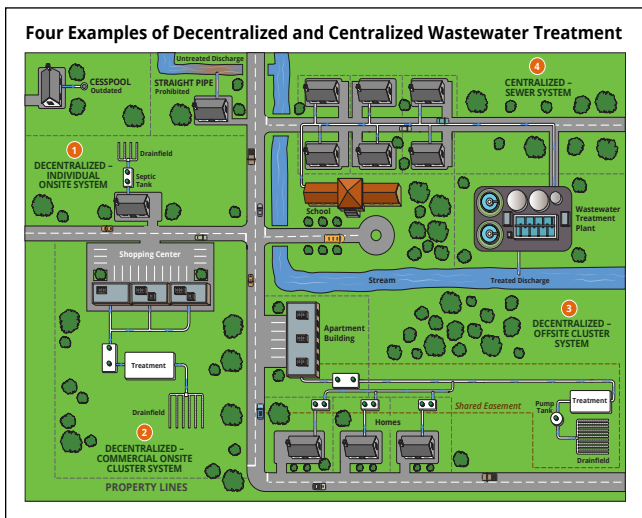 Four Examples of Decentralized and Centralized Wastewater Treatment
Untreated Discharge
CESSPOOL
Outdated
STRAIGHT PIPE
Prohibited
4
CENTRALIZED –
SEWER SYSTEM
1
DECENTRALIZED –
INDIVIDUAL
ONSITE SYSTEM
Drainfield
Septic
Tank
School
Wastewater
Treatment
Plant
Shopping Center
Stream
Treated Discharge
3
DECENTRALIZED –
OFFSITE CLUSTER
SYSTEM
Apartment
Building
Treatment
Drainfield
Shared Easement
Pump
Tank
Treatment
Homes
Drainfield
2
DECENTRALIZED –
COMMERCIAL ONSITE
CLUSTER SYSTEM
PROPERTY LINES